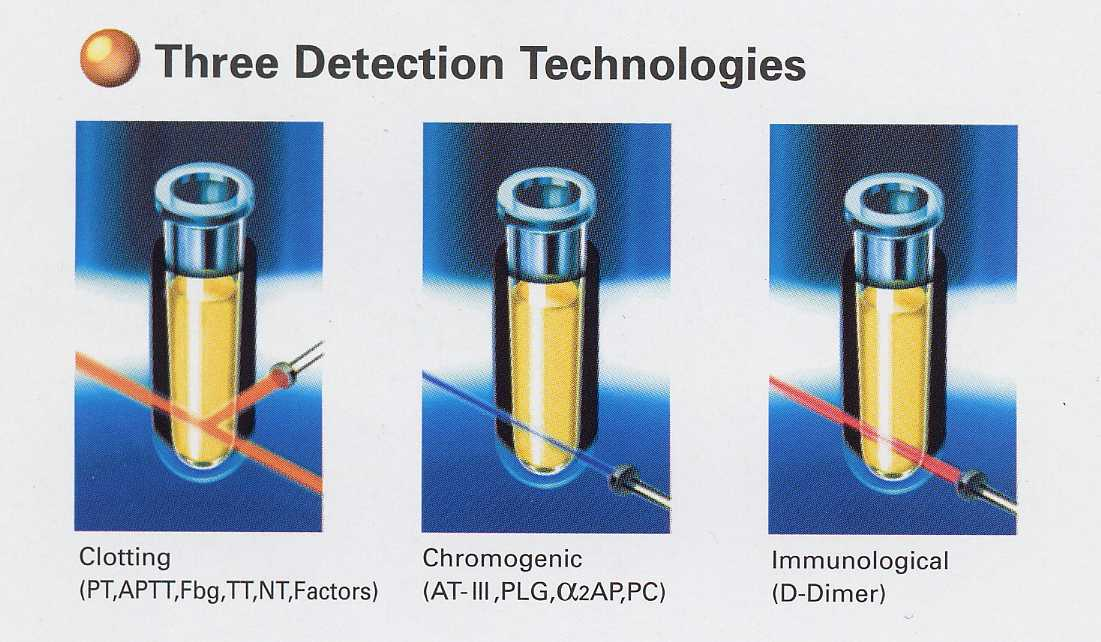 Three Detection Technologies
Clotting
(PT,APTT,Fbg,TT,NT,Factors)
Chromogenic
(AT-III,PLG,α2AP,PC)
Immunological
(D-Dimer)